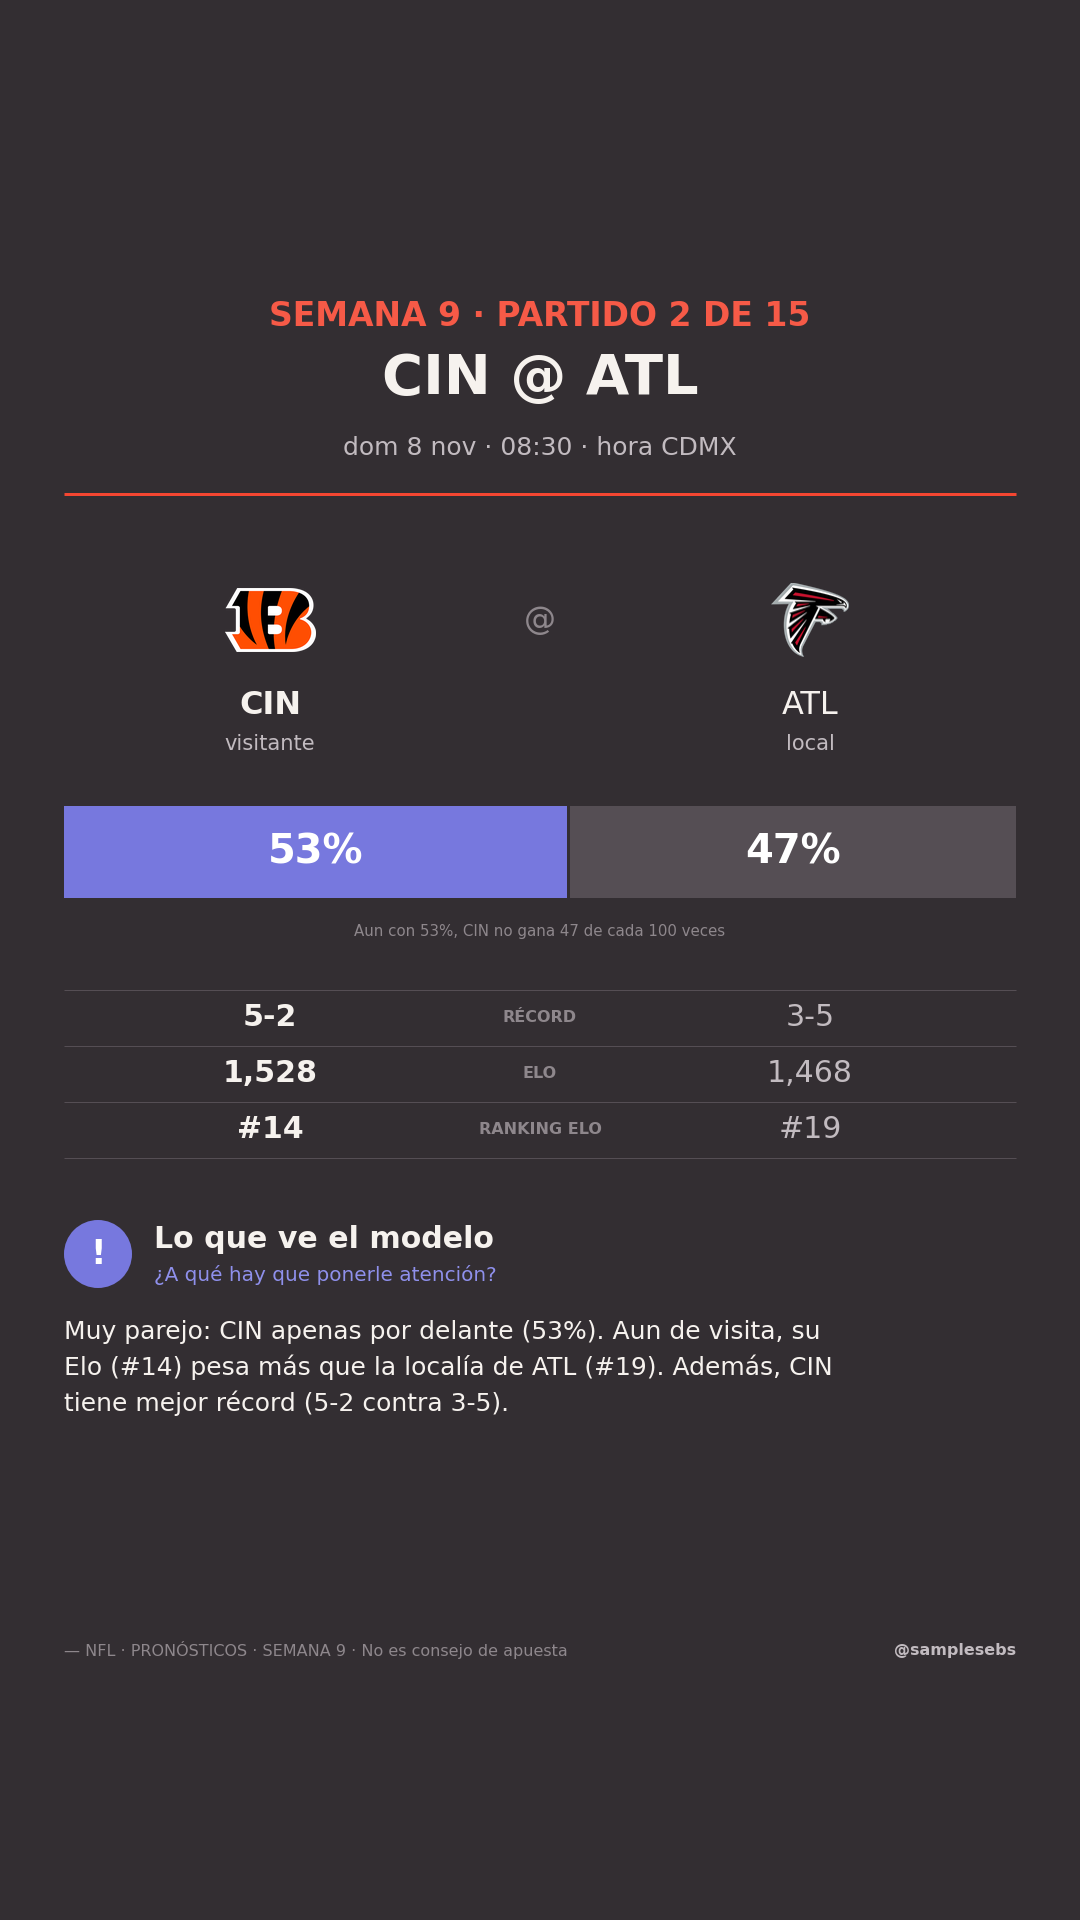 SEMANA 9 · PARTIDO 2 DE 15
CIN @ ATL
dom 8 nov · 08:30 · hora CDMX
@
CIN
ATL
visitante
local
53%
47%
Aun con 53%, CIN no gana 47 de cada 100 veces
5-2 RÉCORD 3-5
1,528 ELO 1,468
#14 RANKING ELO #19
!
Lo que ve el modelo
¿A qué hay que ponerle atención?
Muy parejo: CIN apenas por delante (53%). Aun de visita, su
Elo (#14) pesa más que la localía de ATL (#19). Además, CIN
tiene mejor récord (5-2 contra 3-5).
— NFL · PRONÓSTICOS · SEMANA 9 · No es consejo de apuesta
@samplesebs